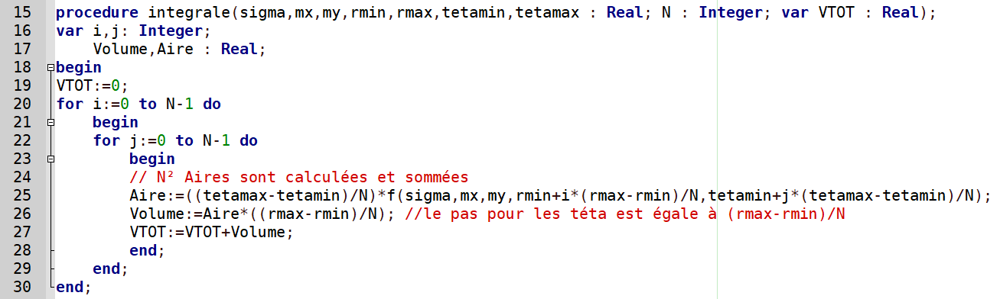 15 procedure integrale(sigma,mx,my,rmin,rmax,tetamin,tetamax : Real; N : Integer; var VTOT : Real);
16 var i,j: Integer;
17     Volume,Aire : Real;
18 begin
19 VTOT:=0;
20 for i:=0 to N-1 do
21     begin
22     for j:=0 to N-1 do
23         begin
24         // N² Aires sont calculées et sommées
25         Aire:=((tetamax-tetamin)/N)*f(sigma,mx,my,rmin+i*(rmax-rmin)/N,tetamin+j*(tetamax-tetamin)/N);
26         Volume:=Aire*((rmax-rmin)/N); //le pas pour les téta est égale à (rmax-rmin)/N
27         VTOT:=VTOT+Volume;
28         end;
29     end;
30 end;